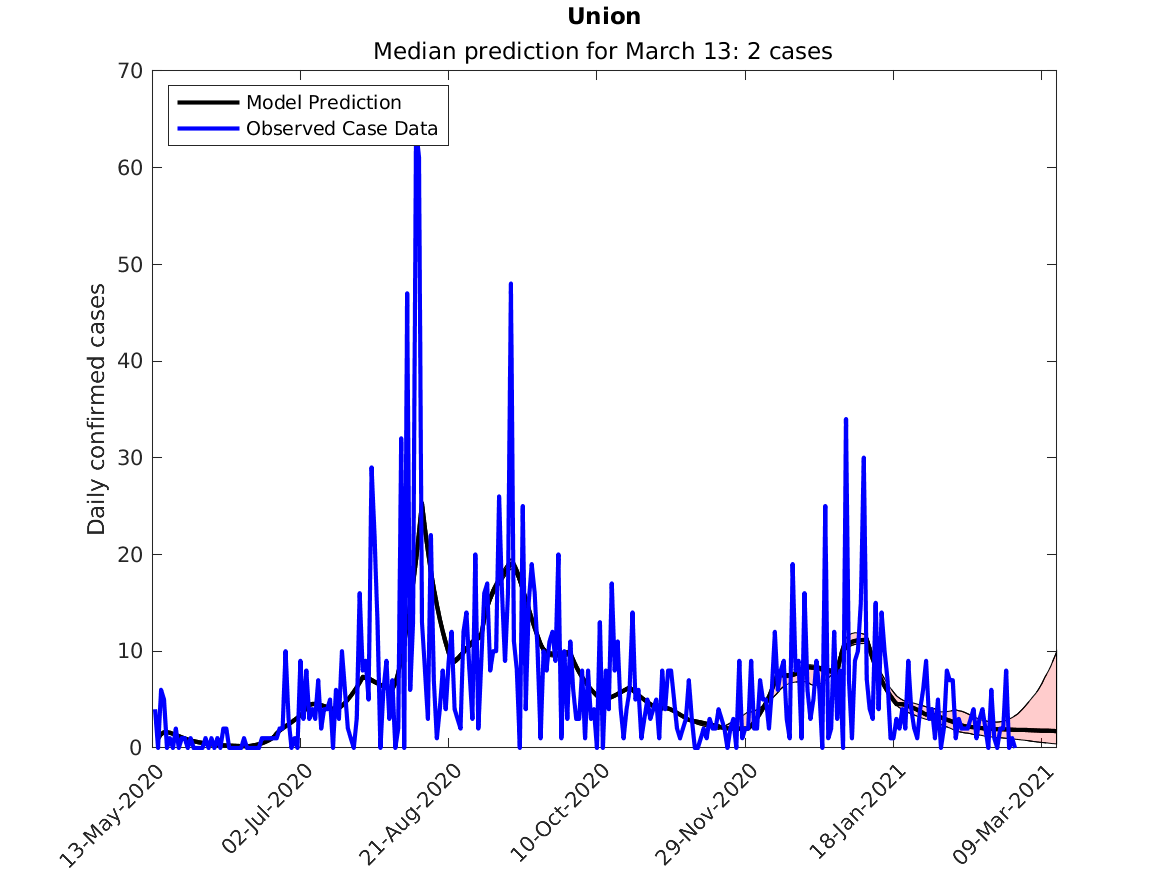 Union
Median prediction for March 13: 2 cases
Model Prediction
Observed Case Data
Daily confirmed cases
70
60
50
40
30
20
10
0
13-May-2020
02-Jul-2020
21-Aug-2020
10-Oct-2020
29-Nov-2020
18-Jan-2021
09-Mar-2021